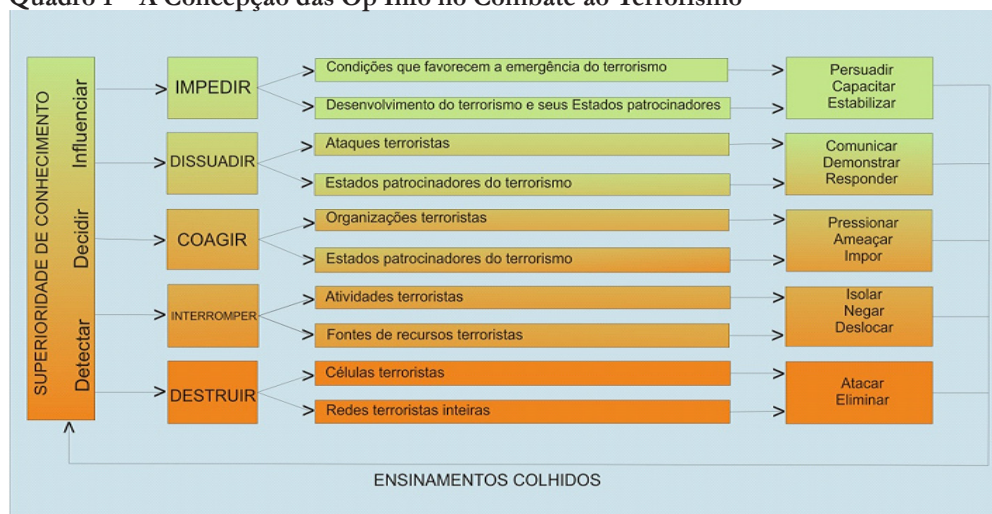 Quadro 1 - A Concepção das Op Info no Combate ao Terrorismo
SUPERIORIDADE DE CONHECIMENTO
Detectar Decidir Influenciar
IMPEDIR
Condições que favorecem a emergência do terrorismo
Desenvolvimento do terrorismo e seus Estados patrocinadores
Persuadir
Capacitar
Estabilizar
DISSUADIR
Ataques terroristas
Estados patrocinadores do terrorismo
Comunicar
Demonstrar
Responder
COAGIR
Organizações terroristas
Estados patrocinadores do terrorismo
Pressionar
Ameaçar
Impor
INTERROMPER
Atividades terroristas
Fontes de recursos terroristas
Isolar
Negar
Deslocar
DESTRUIR
Células terroristas
Redes terroristas inteiras
Atacar
Eliminar
ENSINAMENTOS COLHIDOS